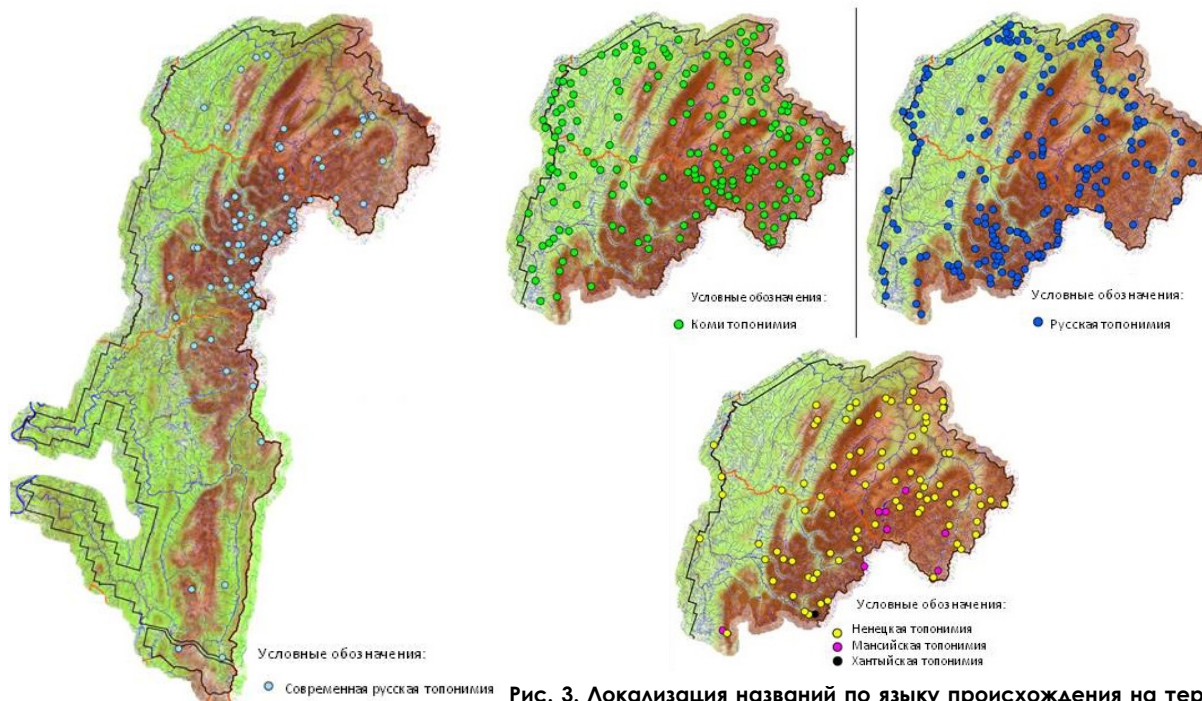 Условные обозначения:
Современная русская топонимия
Условные обозначения:
Коми топонимия
Условные обозначения:
Русская топонимия
Условные обозначения:
Ненецкая топонимия
Мансийская топонимия
Хантыйская топонимия
Рис. 3. Локализация названий по языку происхождения на тер